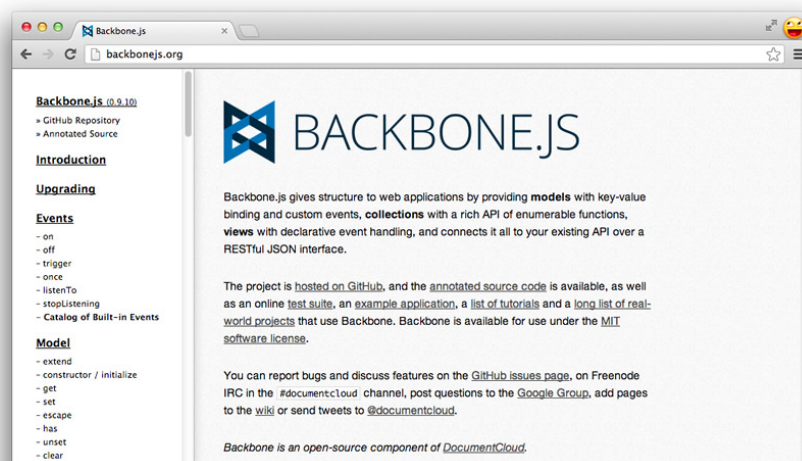 Backbone.js
backbonejs.org
Backbone.js (0.9.10)
» GitHub Repository
» Annotated Source
Introduction
Upgrading
Events
- on
- off
- trigger
- once
- listenTo
- stopListening
- Catalog of Built-in Events
Model
- extend
- constructor / initialize
- get
- set
- escape
- has
- unset
- clear
BACKBONE.JS
Backbone.js gives structure to web applications by providing models with key-value
binding and custom events, collections with a rich API of enumerable functions,
views with declarative event handling, and connects it all to your existing API over a
RESTful JSON interface.
The project is hosted on GitHub, and the annotated source code is available, as well
as an online test suite, an example application, a list of tutorials and a long list of real-
world projects that use Backbone. Backbone is available for use under the MIT
software license.
You can report bugs and discuss features on the GitHub issues page, on Freenode
IRC in the #documentcloud channel, post questions to the Google Group, add pages
to the wiki or send tweets to @documentcloud.
Backbone is an open-source component of DocumentCloud.